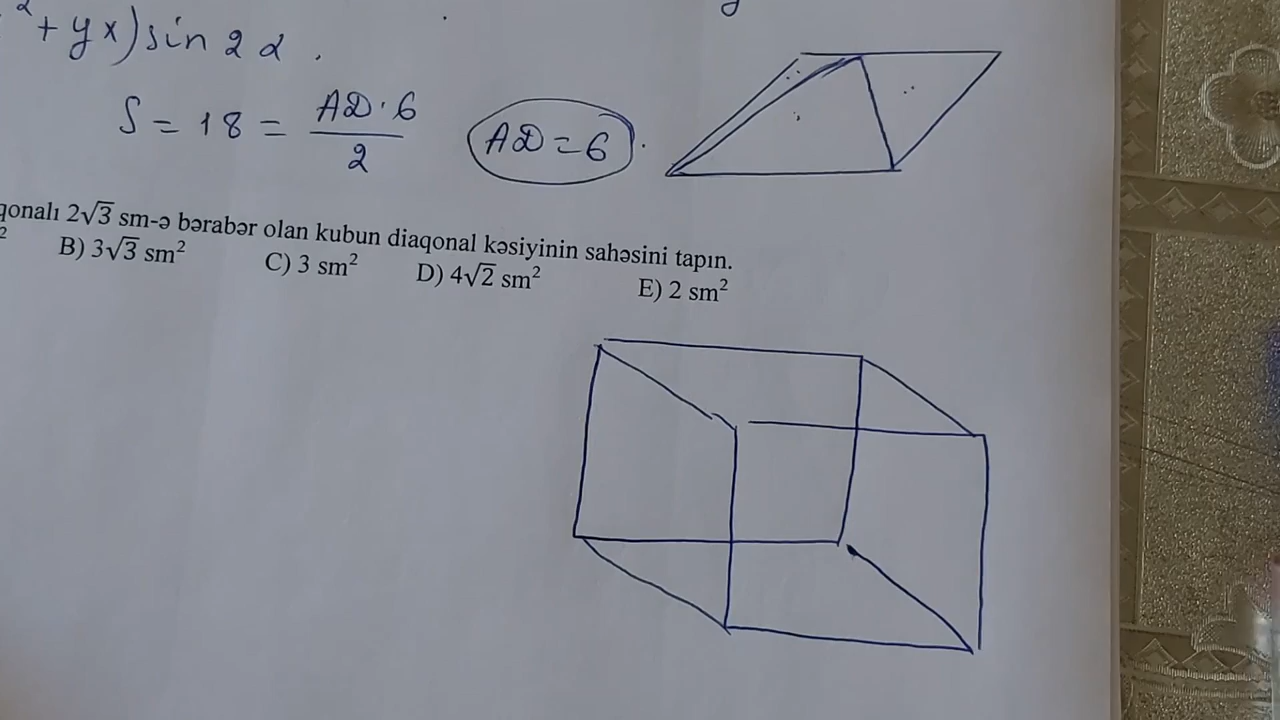 + yx) sin 2α .
S = 18 = AD · 6 / 2 AD = 6
2√3 sm-ə bərabər olan kubun diaqonal kəsiyinin sahəsini tapın.
2 B) 3√3 sm² C) 3 sm² D) 4√2 sm² E) 2 sm²